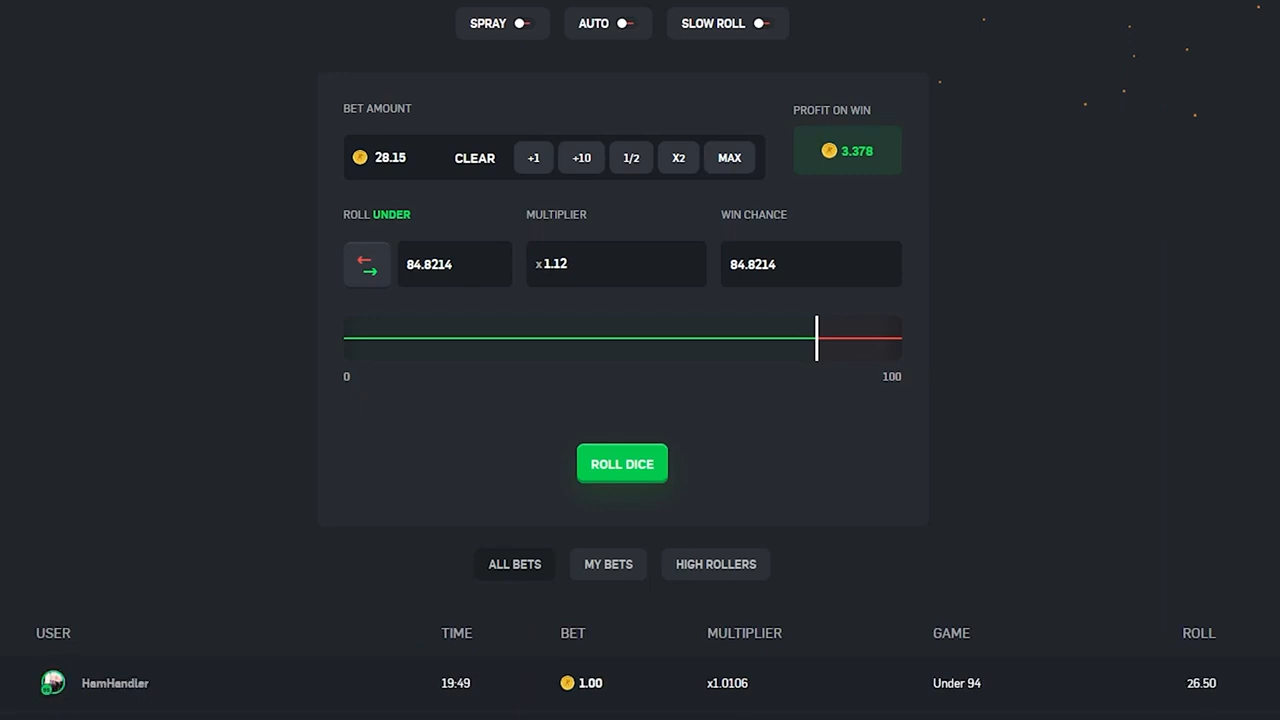 SPRAY AUTO SLOW ROLL
BET AMOUNT PROFIT ON WIN
28.15 CLEAR +1 +10 1/2 X2 MAX 3.378
ROLL UNDER MULTIPLIER WIN CHANCE
84.8214 x1.12 84.8214
0 100
ROLL DICE
ALL BETS MY BETS HIGH ROLLERS
USER TIME BET MULTIPLIER GAME ROLL
HamHandler 19:49 1.00 x1.0106 Under 94 26.50